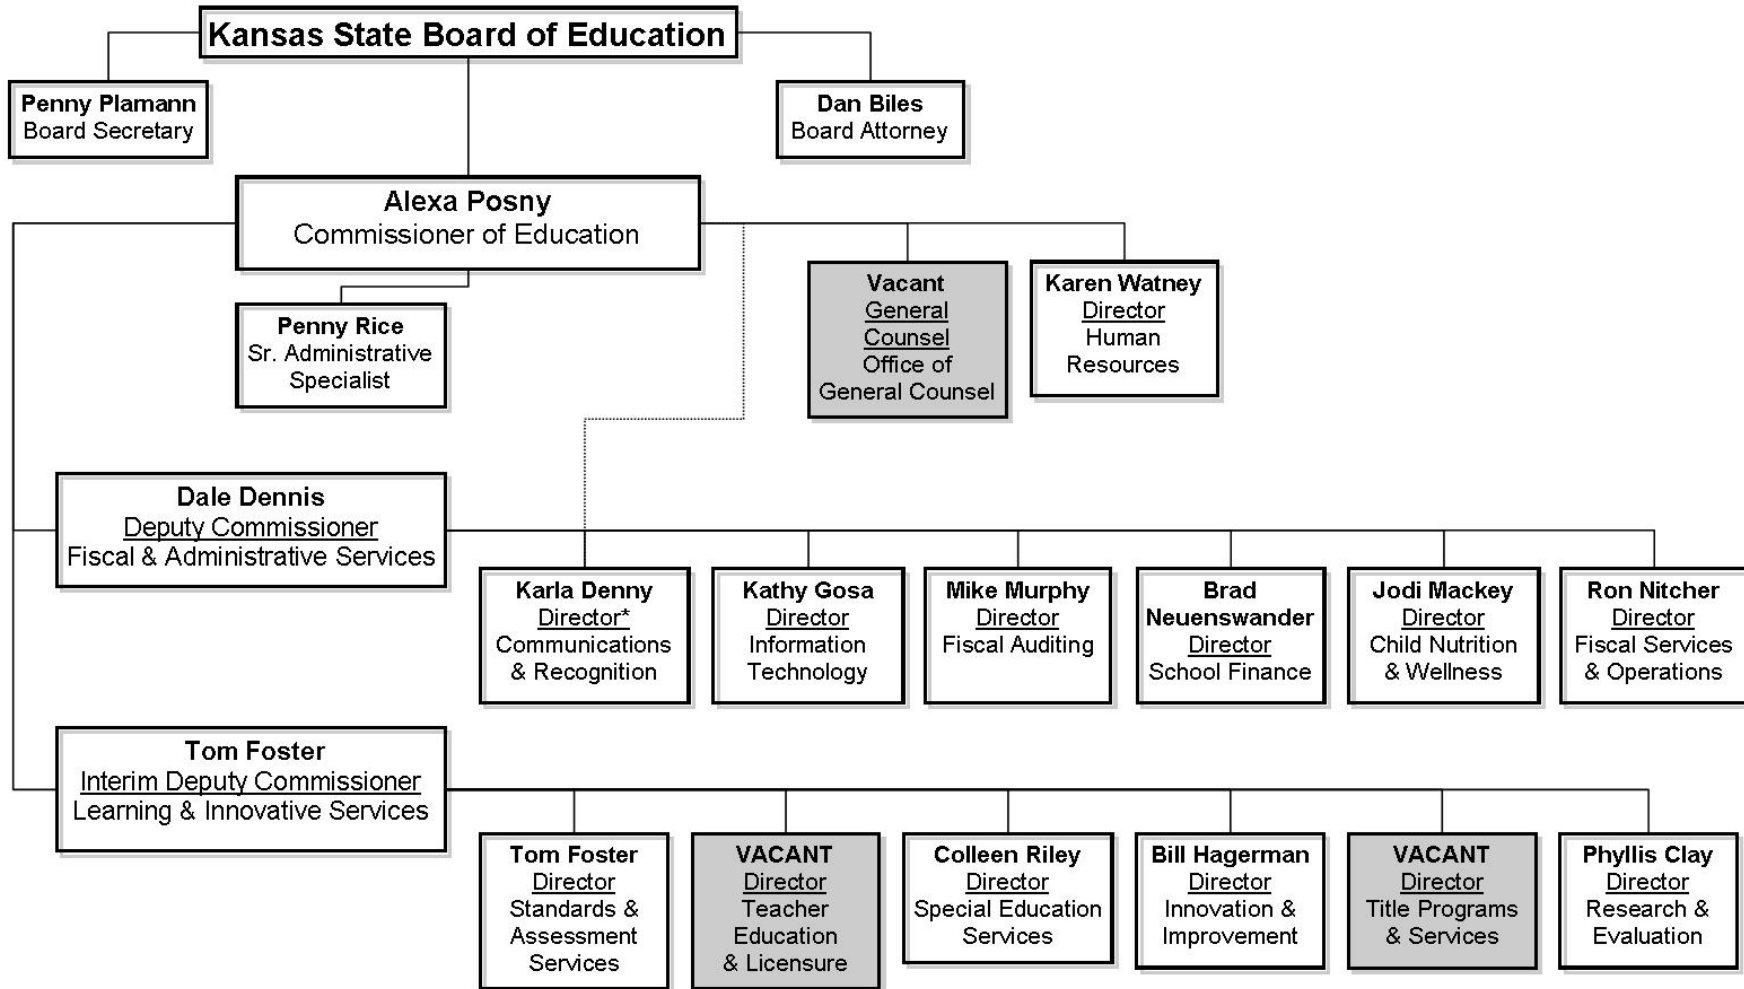 Kansas State Board of Education
Penny Plamann
Board Secretary
Dan Biles
Board Attorney
Alexa Posny
Commissioner of Education
Penny Rice
Sr. Administrative
Specialist
Vacant
General
Counsel
Office of
General Counsel
Karen Watney
Director
Human
Resources
Dale Dennis
Deputy Commissioner
Fiscal & Administrative Services
Karla Denny
Director*
Communications
& Recognition
Kathy Gosa
Director
Information
Technology
Mike Murphy
Director
Fiscal Auditing
Brad
Neuenswander
Director
School Finance
Jodi Mackey
Director
Child Nutrition
& Wellness
Ron Nitcher
Director
Fiscal Services
& Operations
Tom Foster
Interim Deputy Commissioner
Learning & Innovative Services
Tom Foster
Director
Standards &
Assessment
Services
VACANT
Director
Teacher
Education
& Licensure
Colleen Riley
Director
Special Education
Services
Bill Hagerman
Director
Innovation &
Improvement
VACANT
Director
Title Programs
& Services
Phyllis Clay
Director
Research &
Evaluation